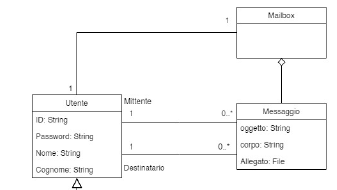 Mailbox
1
1
Utente
ID: String
Password: String
Nome: String
Cognome: String
Mittente
1
0..*
1
0..*
Destinatario
Messaggio
oggetto: String
corpo: String
Allegato: File